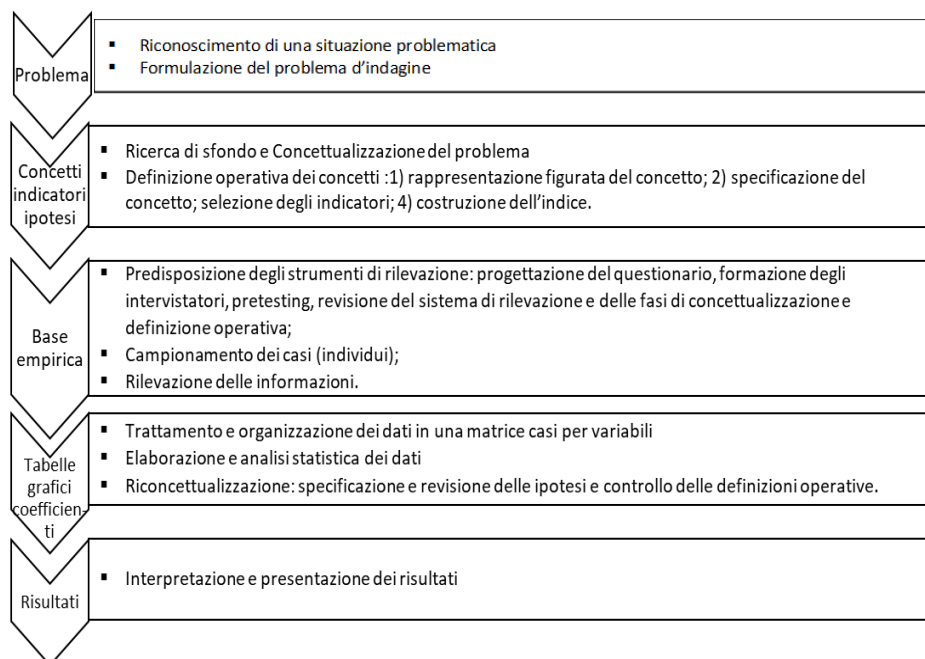 Problema
▪ Riconoscimento di una situazione problematica
▪ Formulazione del problema d'indagine
Concetti
indicatori
ipotesi
▪ Ricerca di sfondo e Concettualizzazione del problema
▪ Definizione operativa dei concetti :1) rappresentazione figurata del concetto; 2) specificazione del
concetto; selezione degli indicatori; 4) costruzione dell'indice.
Base
empirica
▪ Predisposizione degli strumenti di rilevazione: progettazione del questionario, formazione degli
intervistatori, pretesting, revisione del sistema di rilevazione e delle fasi di concettualizzazione e
definizione operativa;
▪ Campionamento dei casi (individui);
▪ Rilevazione delle informazioni.
Tabelle
grafici
coefficien-
ti
▪ Trattamento e organizzazione dei dati in una matrice casi per variabili
▪ Elaborazione e analisi statistica dei dati
▪ Riconcettualizzazione: specificazione e revisione delle ipotesi e controllo delle definizioni operative.
Risultati
▪ Interpretazione e presentazione dei risultati